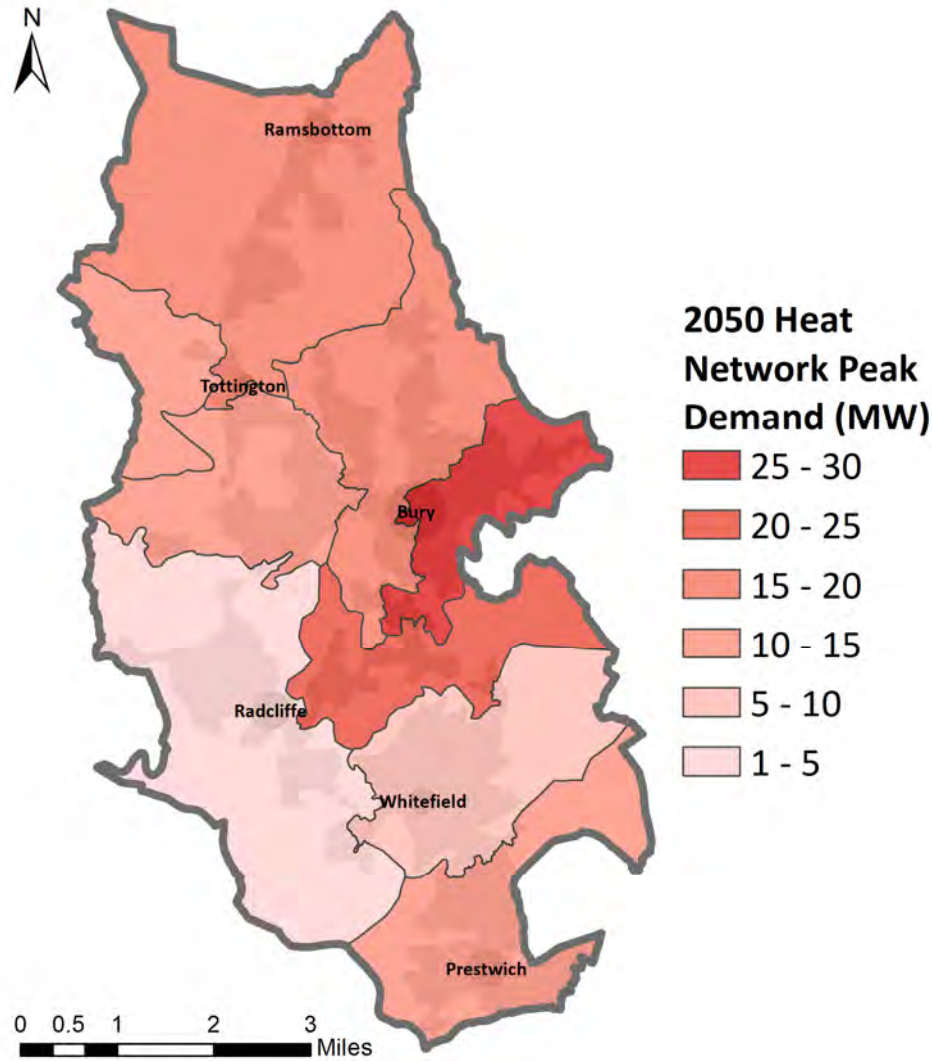 N
Ramsbottom
Tottington
Bury
Radcliffe
Whitefield
Prestwich
2050 Heat
Network Peak
Demand (MW)
25 - 30
20 - 25
15 - 20
10 - 15
5 - 10
1 - 5
0 0.5 1 2 3
Miles